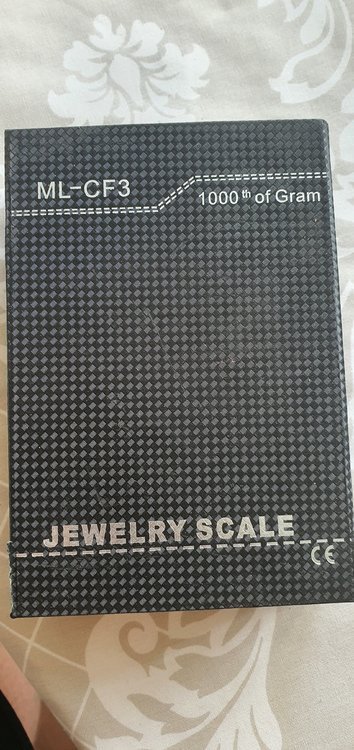 ML-CF3
1000th of Gram
JEWELRY SCALE
CE